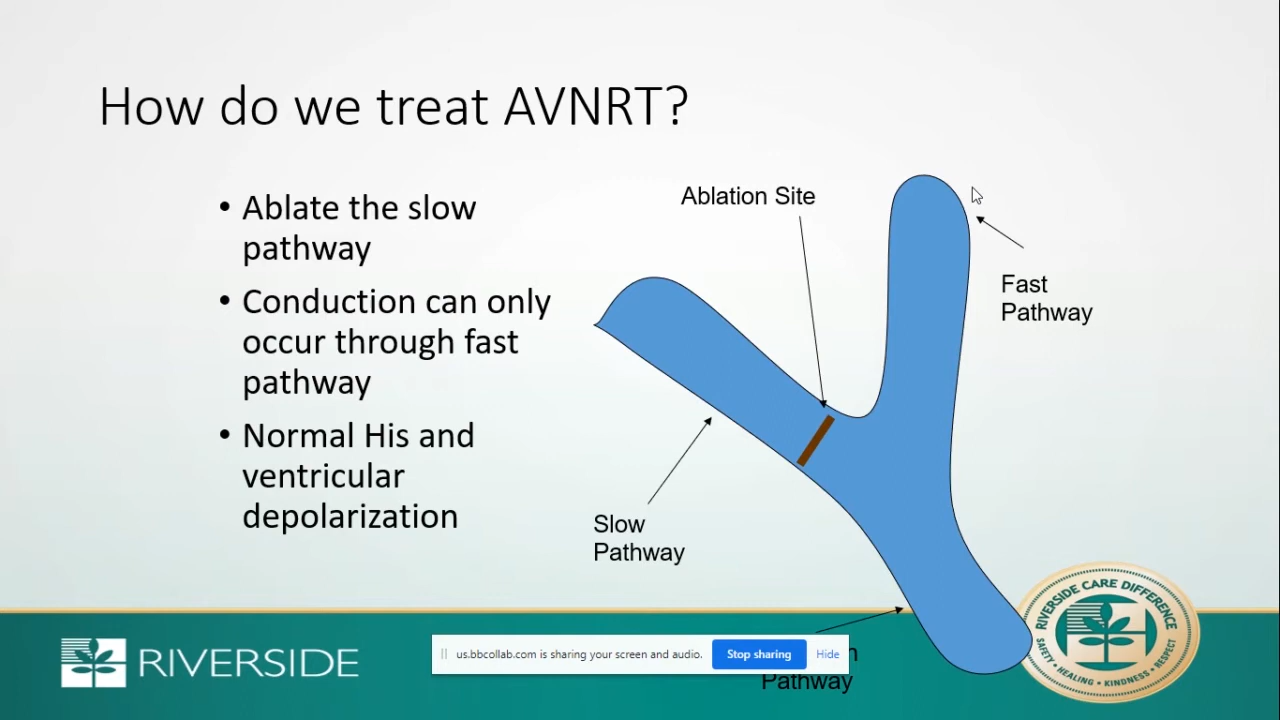 How do we treat AVNRT?
• Ablate the slow
pathway
• Conduction can only
occur through fast
pathway
• Normal His and
ventricular
depolarization
Ablation Site
Fast
Pathway
Slow
Pathway
Pathway
RIVERSIDE
us.bbcollab.com is sharing your screen and audio.
Stop sharing
Hide
RIVERSIDE CARE DIFFERENCE
SAFETY • HEALING • KINDNESS • RESPECT